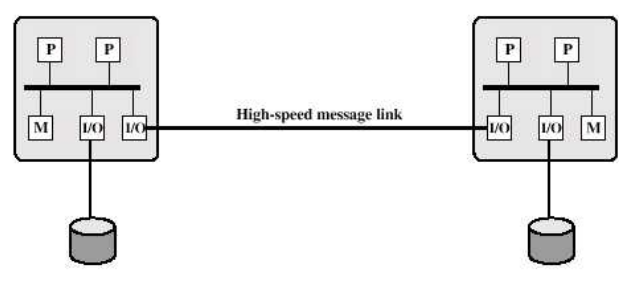 P P
P P
High-speed message link
M I/O I/O
I/O I/O M